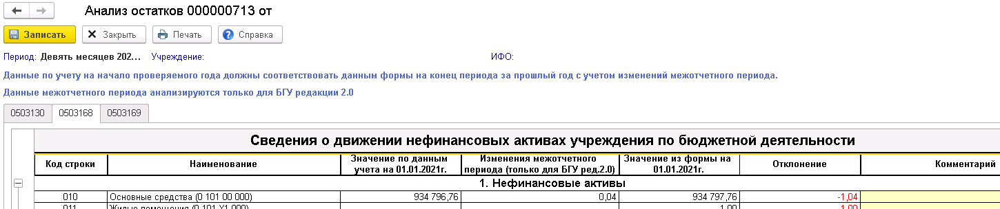 Анализ остатков 000000713 от
Записать Закрыть Печать Справка
Период: Девять месяцев 202... Учреждение: ИФО:
Данные по учету на начало проверяемого года должны соответствовать данным формы на конец периода за прошлый год с учетом изменений межотчетного периода.
Данные межотчетного периода анализируются только для БГУ редакции 2.0
0503130 0503168 0503169
Сведения о движении нефинансовых активах учреждения по бюджетной деятельности
Код строки Наименование Значение по данным учета на 01.01.2021г. Изменения межотчетного периода (только для БГУ ред.2.0) Значение из формы на 01.01.2021г. Отклонение Комментарий
1. Нефинансовые активы
010 Основные средства (0 101 00 000) 934 796,76 0,04 934 797,76 -1,04
011 Жилые помещения (0 101 X1 000) 1,00 -1,00